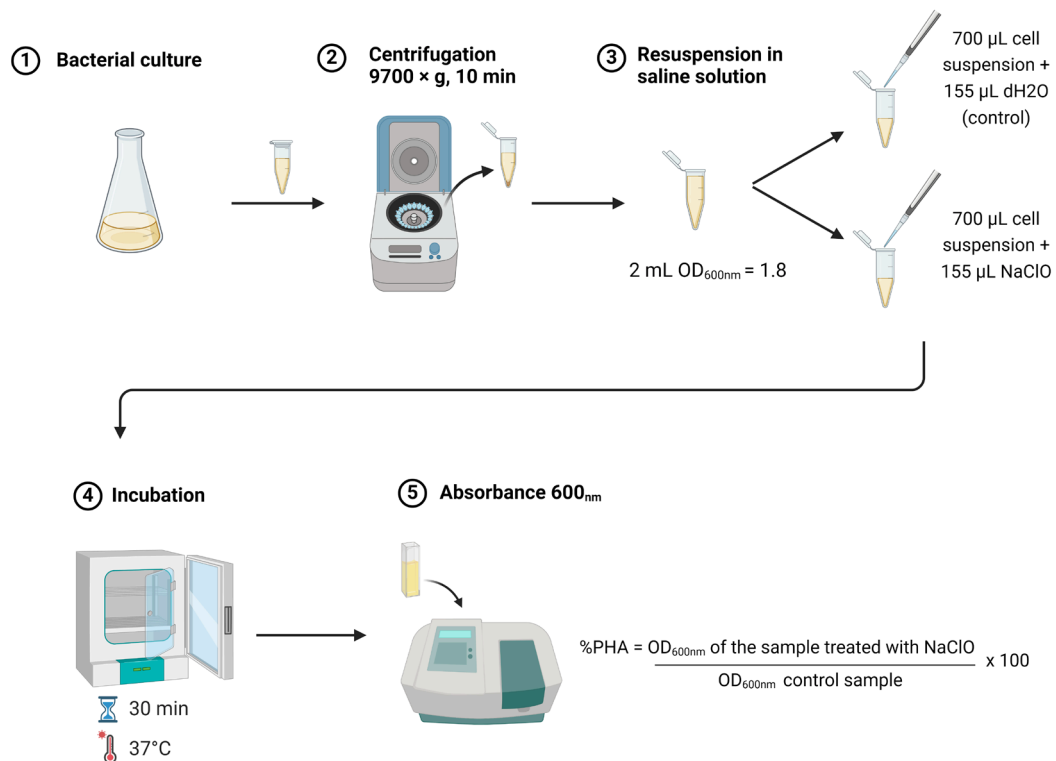 1 Bacterial culture
2 Centrifugation
9700 × g, 10 min
3 Resuspension in
saline solution
2 mL OD600nm = 1.8
700 µL cell
suspension +
155 µL dH2O
(control)
700 µL cell
suspension +
155 µL NaClO
4 Incubation
30 min
37°C
5 Absorbance 600nm
%PHA = OD600nm of the sample treated with NaClO x 100
OD600nm control sample